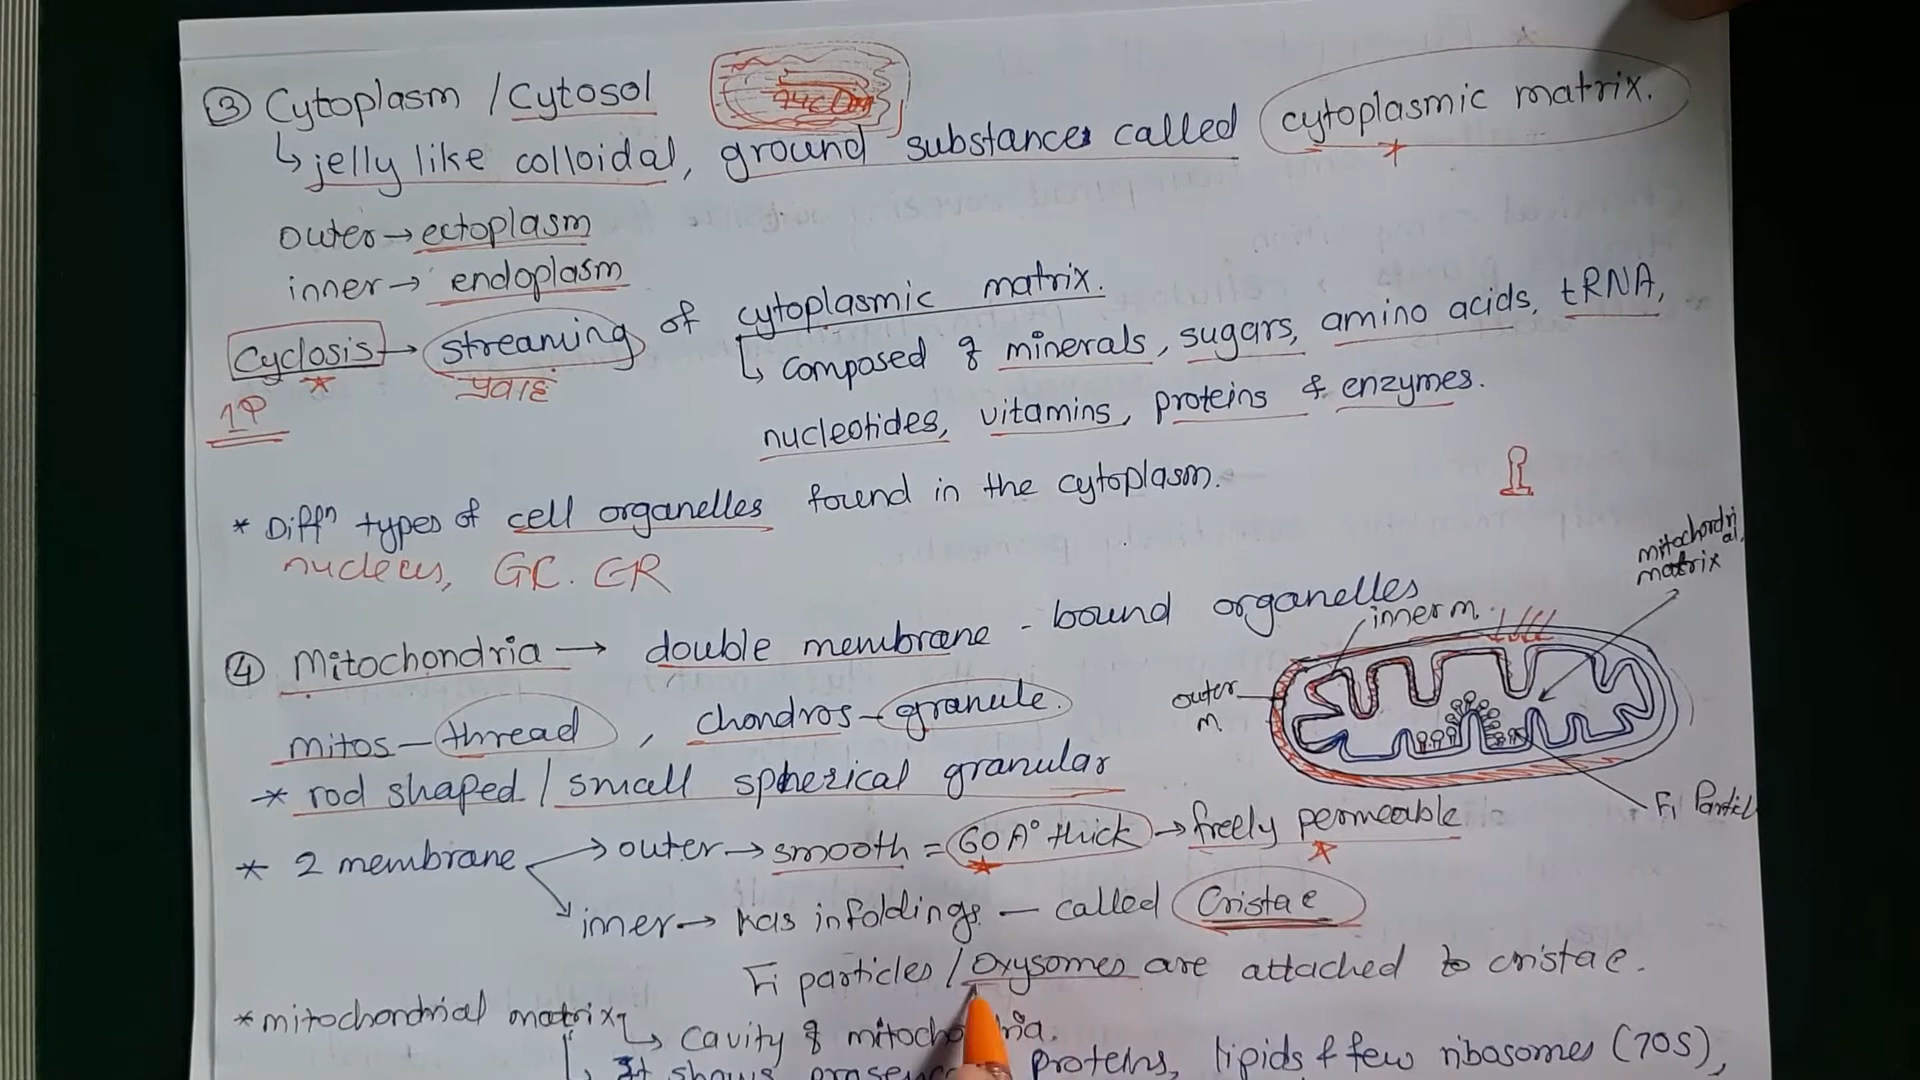 ③ Cytoplasm / Cytosol
↳ jelly like colloidal, ground substances called cytoplasmic matrix.
outer → ectoplasm
inner → endoplasm
Cyclosis → streaming of cytoplasmic matrix.
↳ composed of minerals, sugars, amino acids, tRNA,
nucleotides, vitamins, proteins & enzymes.
* Diffⁿ types of cell organelles found in the cytoplasm.
nucleus, GC. ER
④ Mitochondria → double membrane - bound organelles
mitos - thread, chondros - granule.
* rod shaped / small spherical granular
* 2 membrane → outer → smooth = 60 A° thick → freely permeable
inner → has infoldings - called Cristae
F₁ particles / Oxysomes are attached to cristae.
* mitochondrial matrix
↳ cavity of mitochondria.
proteins, lipids & few ribosomes (70S),
mitochondri
al
matrix
inner m.
outer
m
F₁